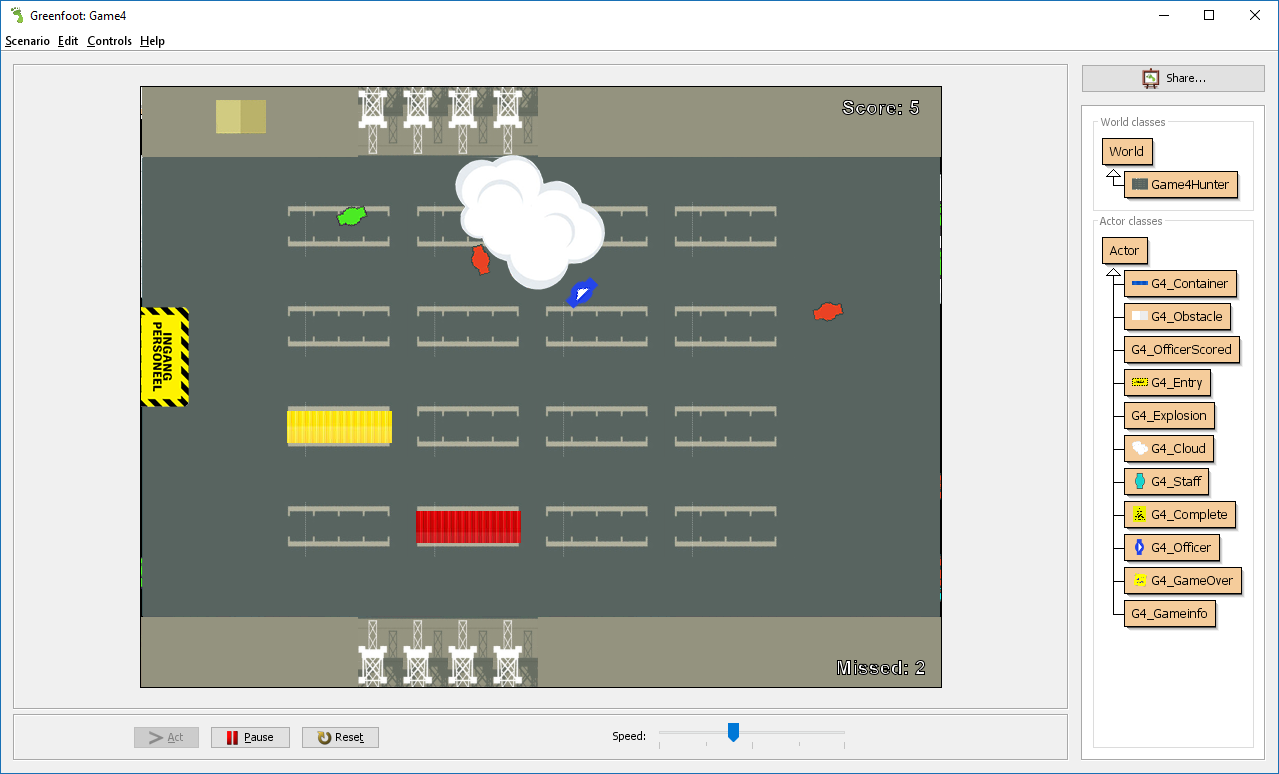 Greenfoot: Game4
Scenario Edit Controls Help
Share...
Score: 5
INGANG
PERSONEEL
Missed: 2
World classes
World
Game4Hunter
Actor classes
Actor
G4_Container
G4_Obstacle
G4_OfficerScored
G4_Entry
G4_Explosion
G4_Cloud
G4_Staff
G4_Complete
G4_Officer
G4_GameOver
G4_Gameinfo
Act Pause Reset Speed: